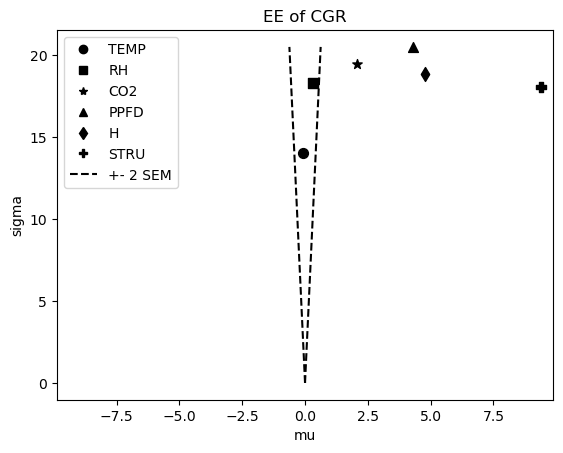 EE of CGR
TEMP
RH
CO2
PPFD
H
STRU
+- 2 SEM
20
15
10
5
0
sigma
−7.5
−5.0
−2.5
0.0
2.5
5.0
7.5
mu